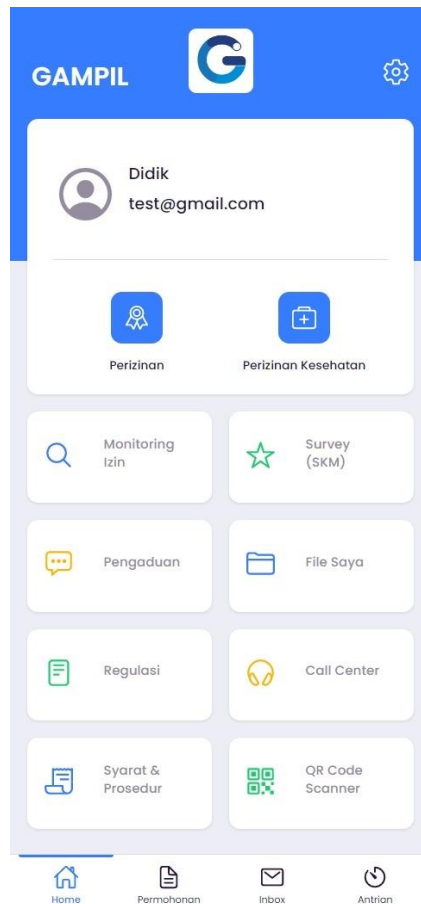 GAMPIL
G
Didik
test@gmail.com
Perizinan
Perizinan Kesehatan
Monitoring
Izin
Survey
(SKM)
Pengaduan
File Saya
Regulasi
Call Center
Syarat &
Prosedur
QR Code
Scanner
Home
Permohonan
Inbox
Antrian